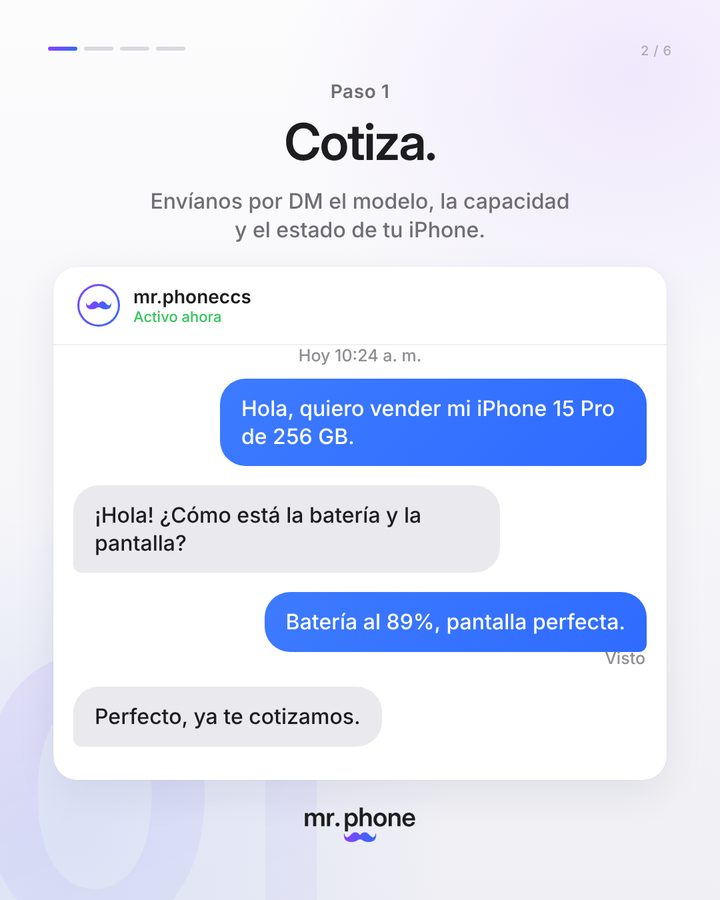 2 / 6
Paso 1
Cotiza.
Envíanos por DM el modelo, la capacidad
y el estado de tu iPhone.
mr.phoneccs
Activo ahora
Hoy 10:24 a. m.
Hola, quiero vender mi iPhone 15 Pro
de 256 GB.
¡Hola! ¿Cómo está la batería y la
pantalla?
Batería al 89%, pantalla perfecta.
Visto
Perfecto, ya te cotizamos.
01
mr.phone